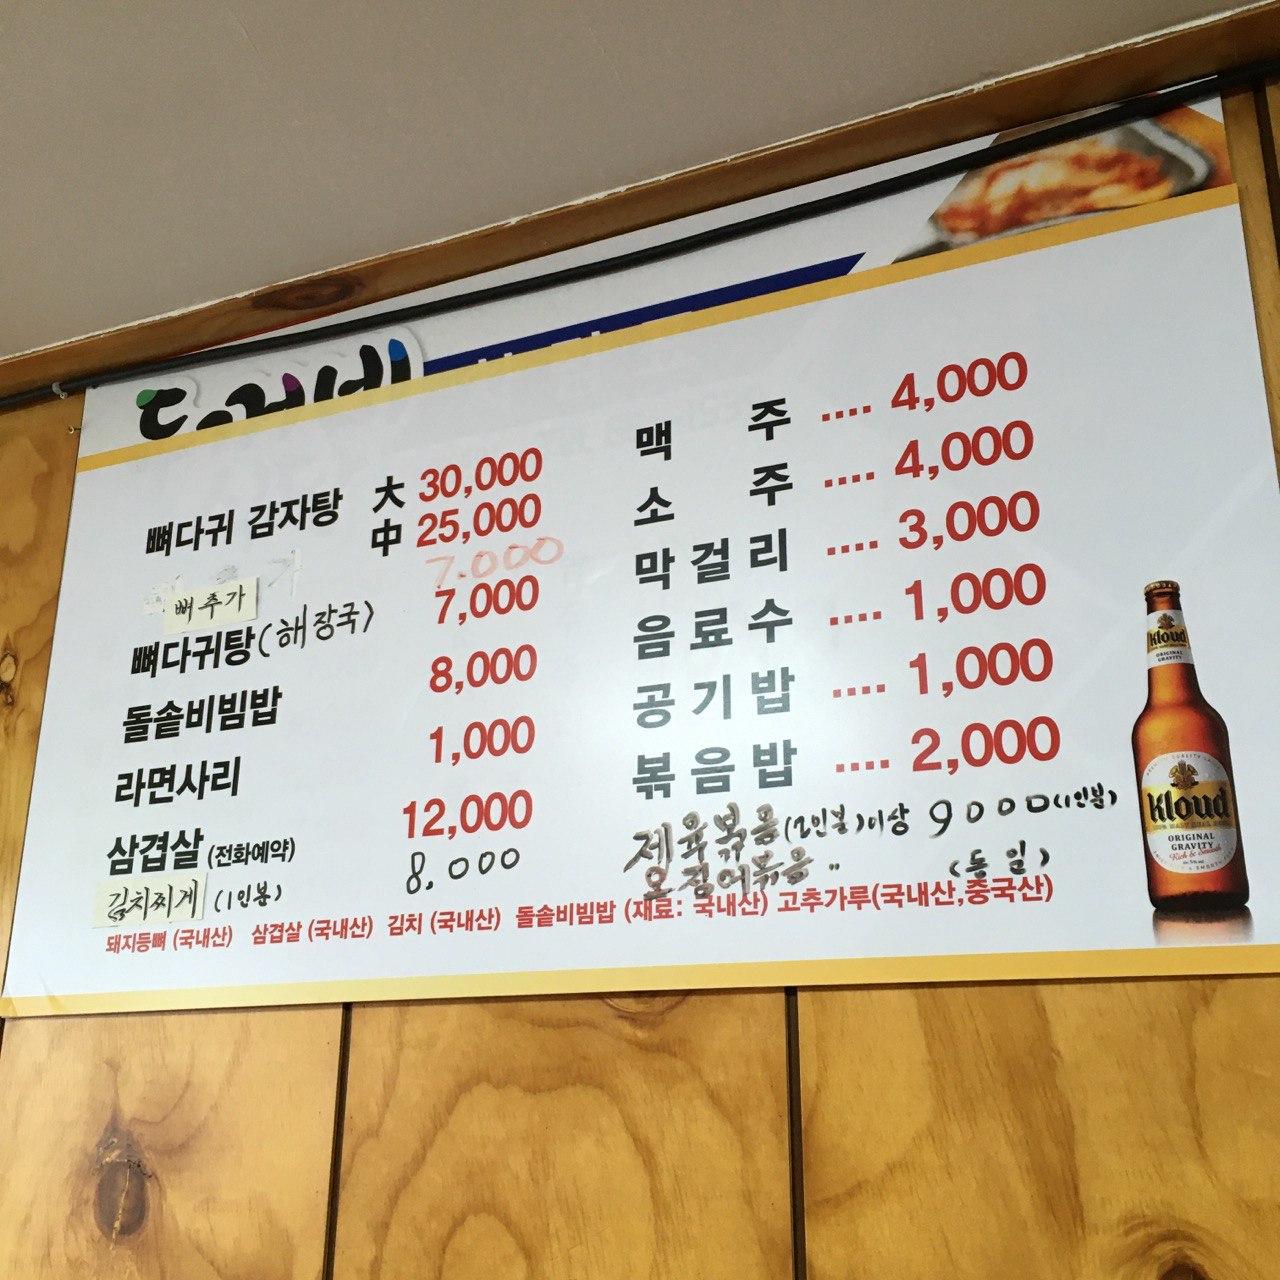 뼈다귀 감자탕 大 30,000
中 25,000
뼈추가 7.000
뼈다귀탕(해장국) 7,000
돌솥비빔밥 8,000
라면사리 1,000
삼겹살 (전화예약) 12,000
김치찌게 (1인분) 8,000
맥주 .... 4,000
소주 .... 4,000
막걸리 .... 3,000
음료수 .... 1,000
공기밥 .... 1,000
볶음밥 .... 2,000
제육볶음(2인분)이상 9000(1인분)
오징어볶음 〃 (동일)
돼지등뼈 (국내산) 삼겹살 (국내산) 김치 (국내산) 돌솥비빔밥 (재료: 국내산) 고추가루(국내산,중국산)
Kloud
ORIGINAL
GRAVITY
Kloud
ORIGINAL
GRAVITY
Rich & Smooth